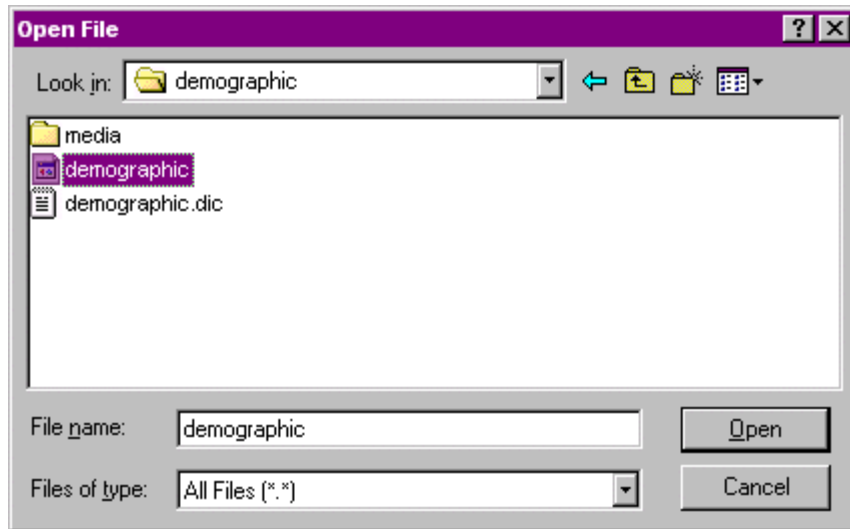 Open File
Look in: demographic
media
demographic
demographic.dic
File name: demographic Open
Files of type: All Files (*.*) Cancel